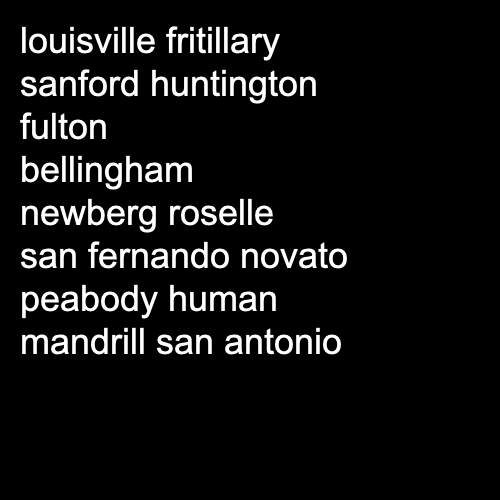 louisville fritillary
sanford huntington
fulton
bellingham
newberg roselle
san fernando novato
peabody human
mandrill san antonio